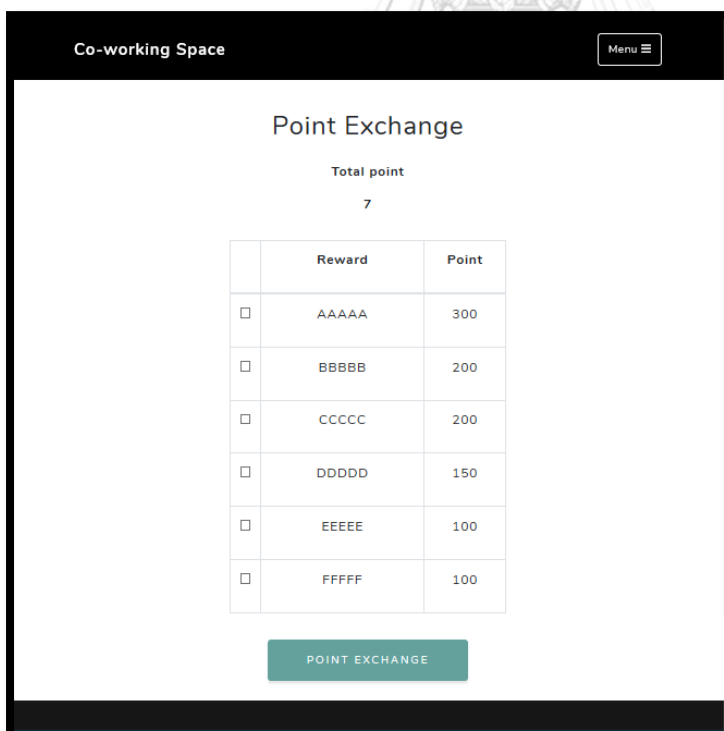 Co-working Space
Menu ☰
Point Exchange
Total point
7
Reward Point
AAAAA 300
BBBBB 200
CCCCC 200
DDDDD 150
EEEEE 100
FFFFF 100
POINT EXCHANGE